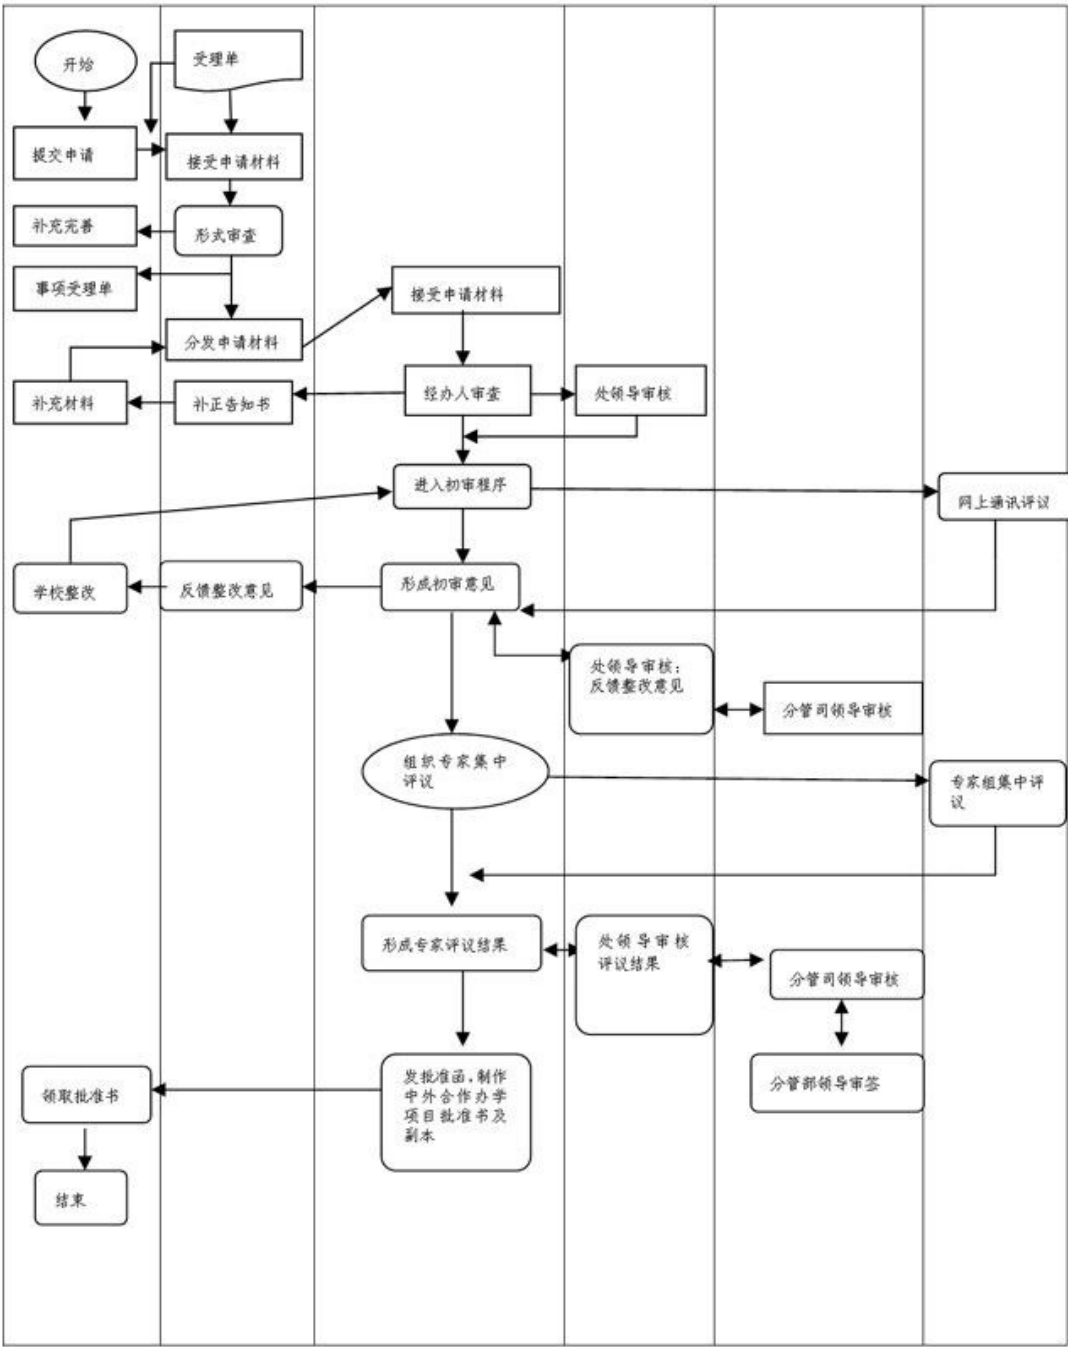 开始
受理单
提交申请
接受申请材料
补充完善
形式审查
事项受理单
接受申请材料
分发申请材料
补充材料
补正告知书
经办人审查
处领导审核
进入初审程序
网上通讯评议
学校整改
反馈整改意见
形成初审意见
处领导审核；
反馈整改意见
分管司领导审核
组织专家集中
评议
专家组集中评
议
形成专家评议结果
处领导审核
评议结果
分管司领导审核
领取批准书
发批准函，制作
中外合作办学
项目批准书及
副本
分管部领导审签
结束